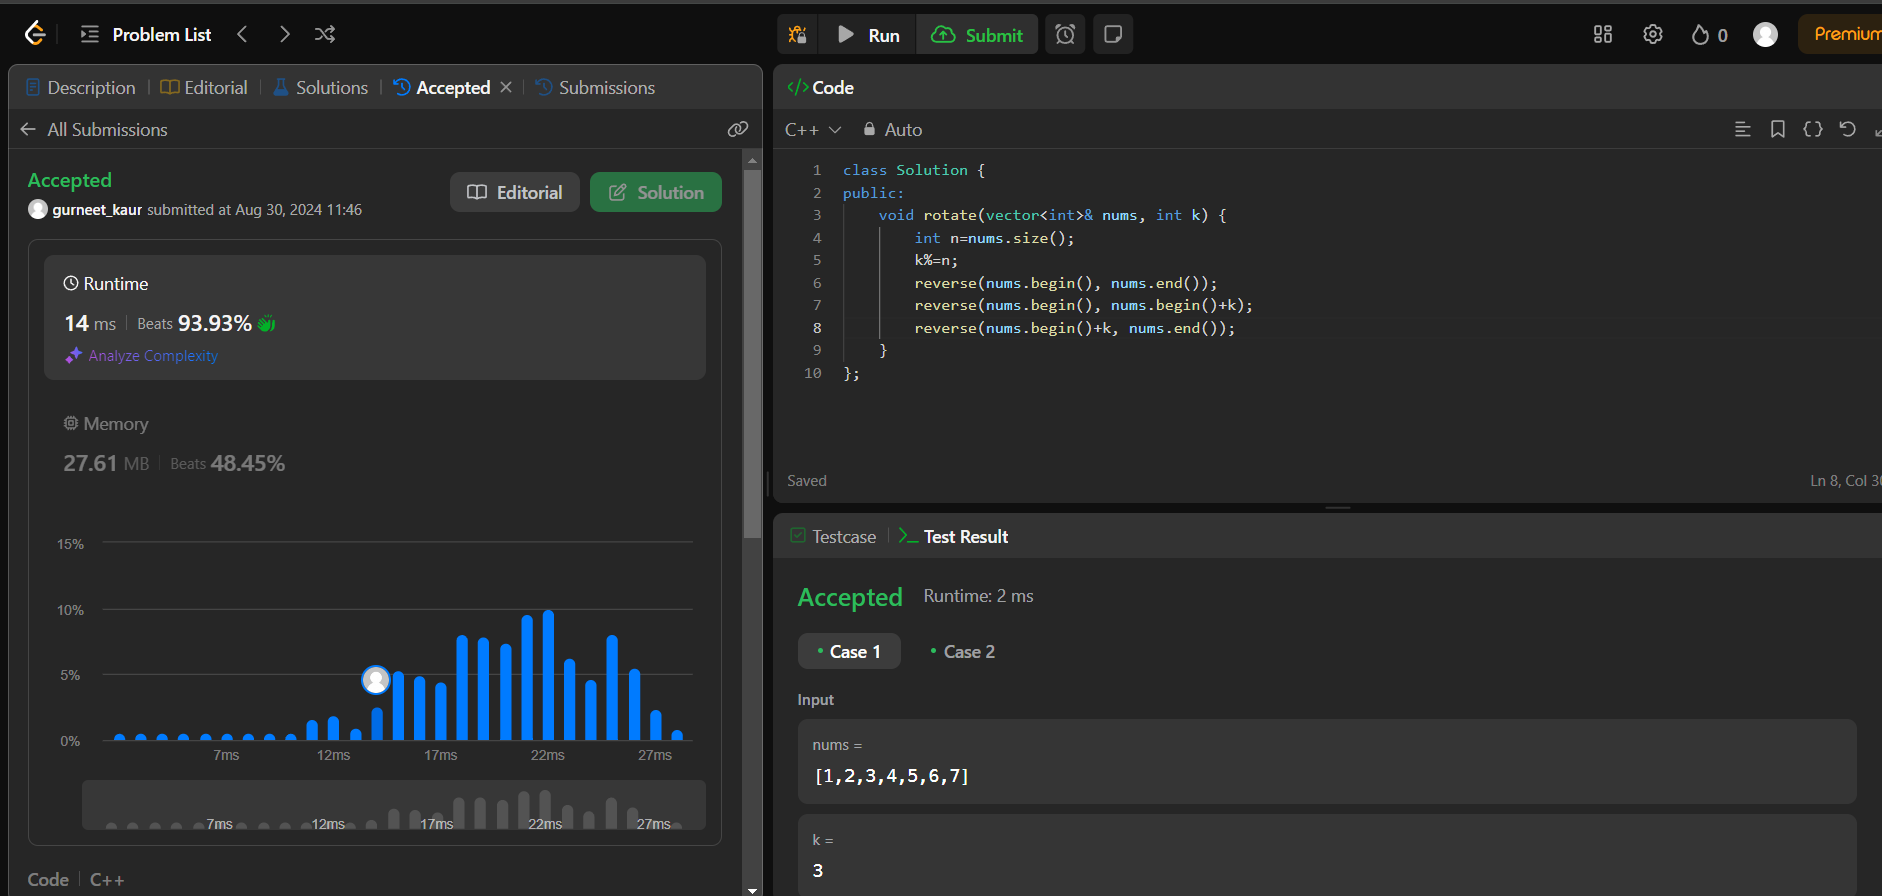 Problem List
Run
Submit
0
Premium
Description
Editorial
Solutions
Accepted
Submissions
All Submissions
Accepted
gurneet_kaur submitted at Aug 30, 2024 11:46
Editorial
Solution
Runtime
14 ms
Beats 93.93%
Analyze Complexity
Memory
27.61 MB
Beats 48.45%
15%
10%
5%
0%
7ms
12ms
17ms
22ms
27ms
7ms
12ms
17ms
22ms
27ms
Code
C++
Code
C++
Auto
1 class Solution {
2 public:
3     void rotate(vector<int>& nums, int k) {
4         int n=nums.size();
5         k%=n;
6         reverse(nums.begin(), nums.end());
7         reverse(nums.begin(), nums.begin()+k);
8         reverse(nums.begin()+k, nums.end());
9     }
10 };
Saved
Ln 8, Col 30
Testcase
Test Result
Accepted
Runtime: 2 ms
Case 1
Case 2
Input
nums =
[1,2,3,4,5,6,7]
k =
3